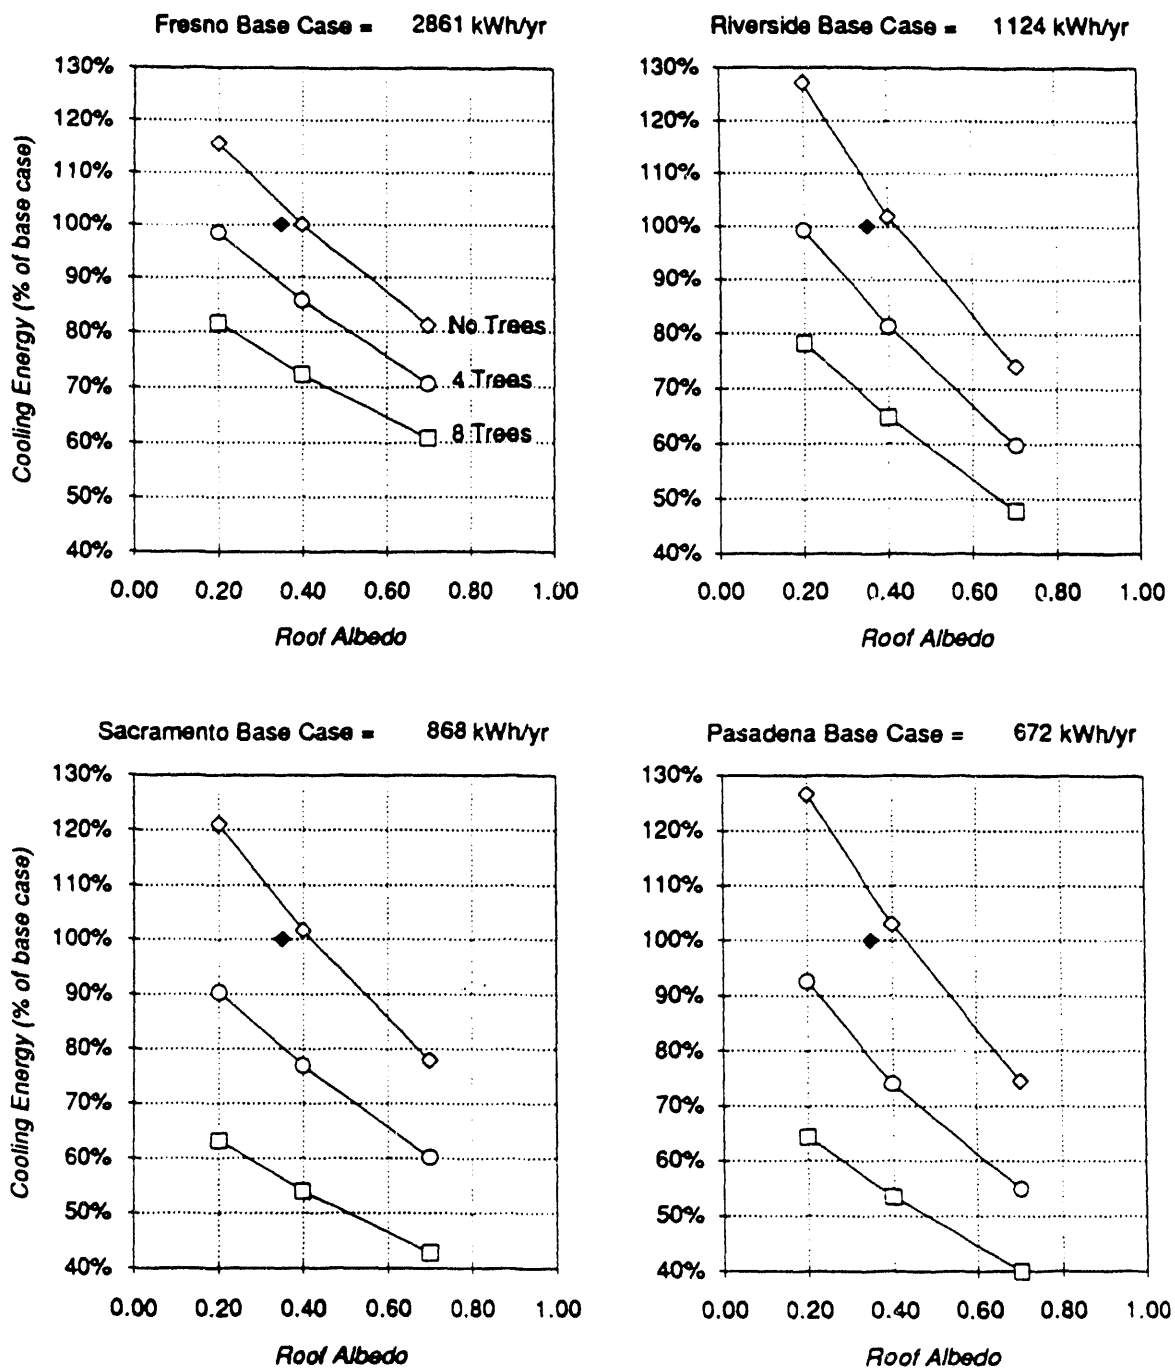 Fresno Base Case = 2861 kWh/yr
130%
120%
110%
100%
90%
80%
70%
60%
50%
40%
Cooling Energy (% of base case)
No Trees
4 Trees
8 Trees
0.00 0.20 0.40 0.60 0.80 1.00
Roof Albedo
Riverside Base Case = 1124 kWh/yr
130%
120%
110%
100%
90%
80%
70%
60%
50%
40%
0.00 0.20 0.40 0.60 0.80 1.00
Roof Albedo
Sacramento Base Case = 868 kWh/yr
130%
120%
110%
100%
90%
80%
70%
60%
50%
40%
Cooling Energy (% of base case)
0.00 0.20 0.40 0.60 0.80 1.00
Roof Albedo
Pasadena Base Case = 672 kWh/yr
130%
120%
110%
100%
90%
80%
70%
60%
50%
40%
0.00 0.20 0.40 0.60 0.80 1.00
Roof Albedo